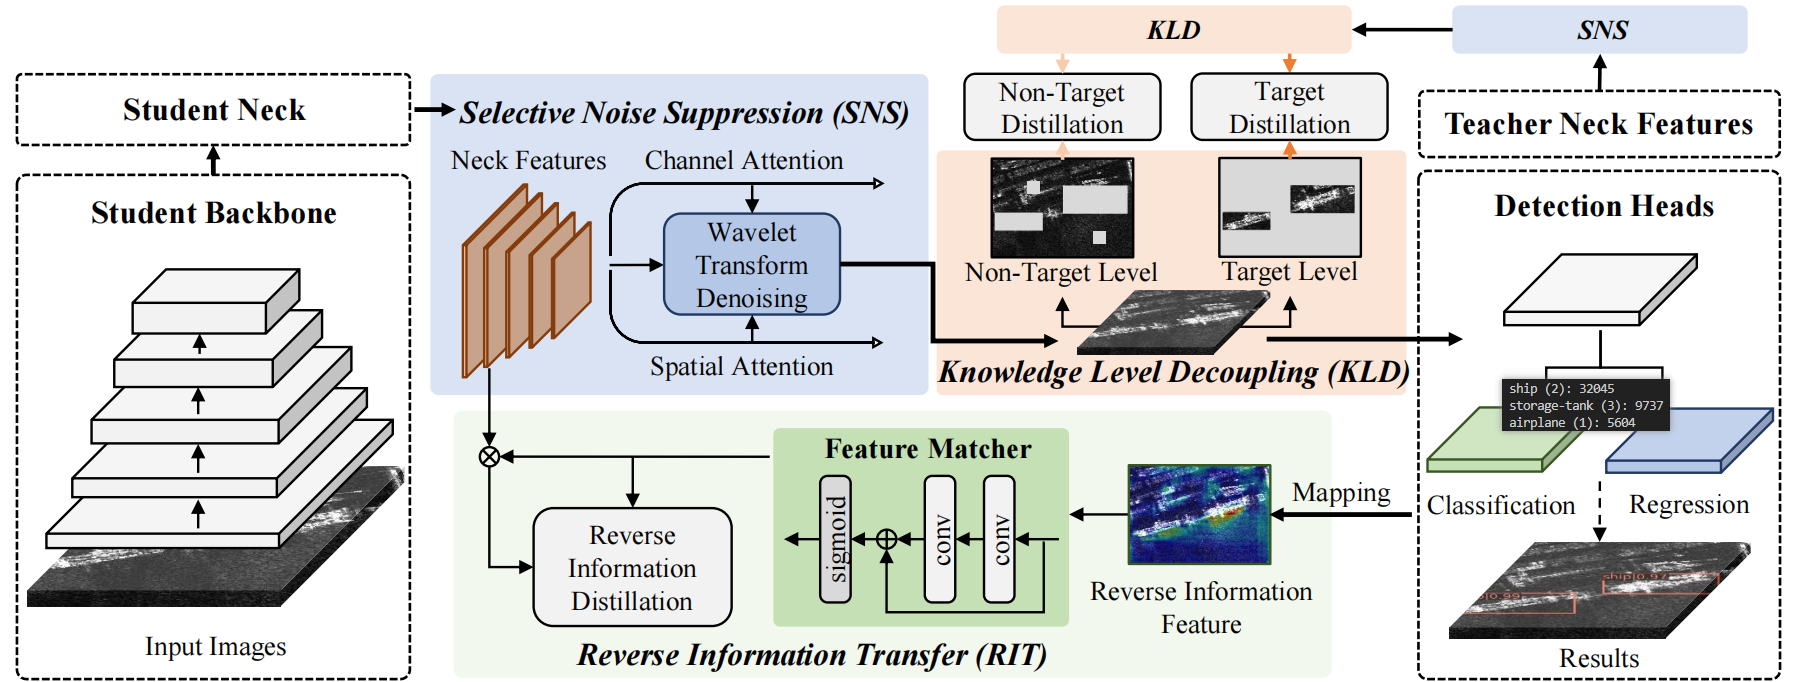 KLD
SNS
Student Neck
Selective Noise Suppression (SNS)
Non-Target
Distillation
Target
Distillation
Teacher Neck Features
Neck Features
Channel Attention
Student Backbone
Detection Heads
Wavelet
Transform
Denoising
Non-Target Level
Target Level
Spatial Attention
Knowledge Level Decoupling (KLD)
ship (2): 32045
storage-tank (3): 9737
airplane (1): 5604
Feature Matcher
Mapping
Classification
Regression
sigmoid
conv
conv
Reverse
Information
Distillation
Reverse Information
Feature
ship|0.97
|0.99
Input Images
Reverse Information Transfer (RIT)
Results